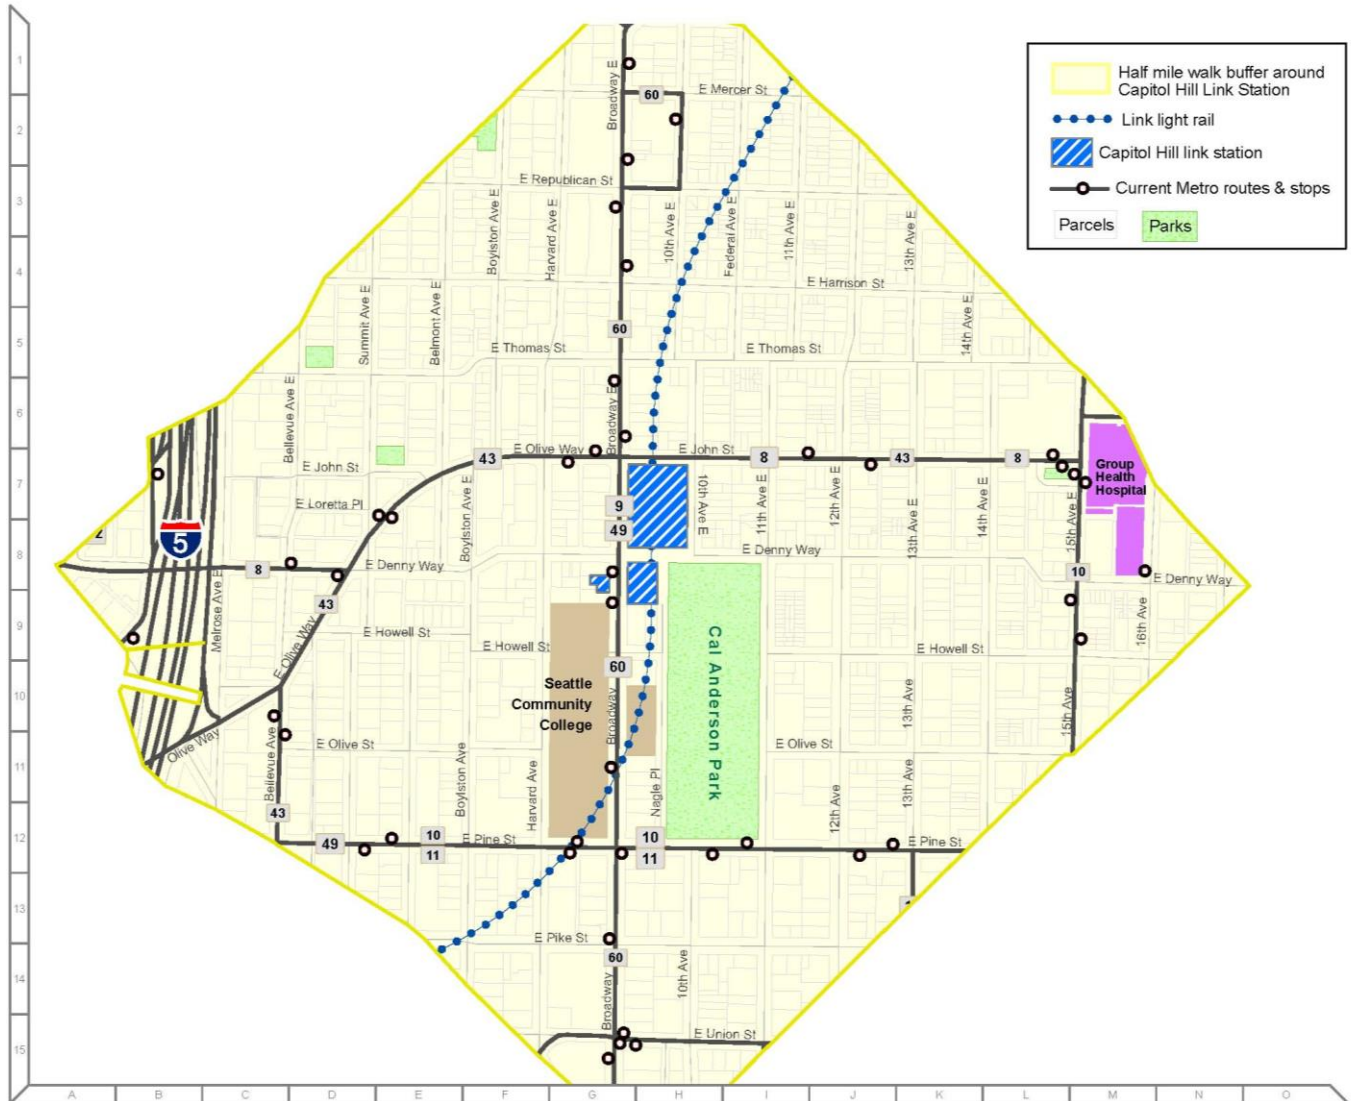 Half mile walk buffer around
Capitol Hill Link Station
Link light rail
Capitol Hill link station
Current Metro routes & stops
Parcels
Parks
1
2
3
4
5
6
7
8
9
10
11
12
13
14
15
A
B
C
D
E
F
G
H
I
J
K
L
M
N
O
Broadway E
60
E Mercer St
E Republican St
Boylston Ave E
Harvard Ave E
10th Ave E
Federal Ave E
11th Ave E
13th Ave E
E Harrison St
Summit Ave E
Belmont Ave E
60
14th Ave E
E Thomas St
E Thomas St
Bellevue Ave E
Broadway E
E Olive Way
E John St
43
8
43
8
E John St
Group
Health
Hospital
E Loretta Pl
Boylston Ave E
9
49
10th Ave E
11th Ave E
12th Ave E
13th Ave E
14th Ave E
15th Ave E
2
5
E Denny Way
8
E Denny Way
10
E Denny Way
Melrose Ave E
43
E Olive Way
E Howell St
E Howell St
E Howell St
16th Ave
60
Cal Anderson Park
Seattle
Community
College
Broadway
13th Ave
15th Ave
Olive Way
E Olive St
E Olive St
Bellevue Ave
Boylston Ave
Harvard Ave
Nagle Pl
12th Ave
13th Ave
43
49
10
11
E Pine St
10
11
E Pine St
E Pike St
60
Broadway
10th Ave
E Union St